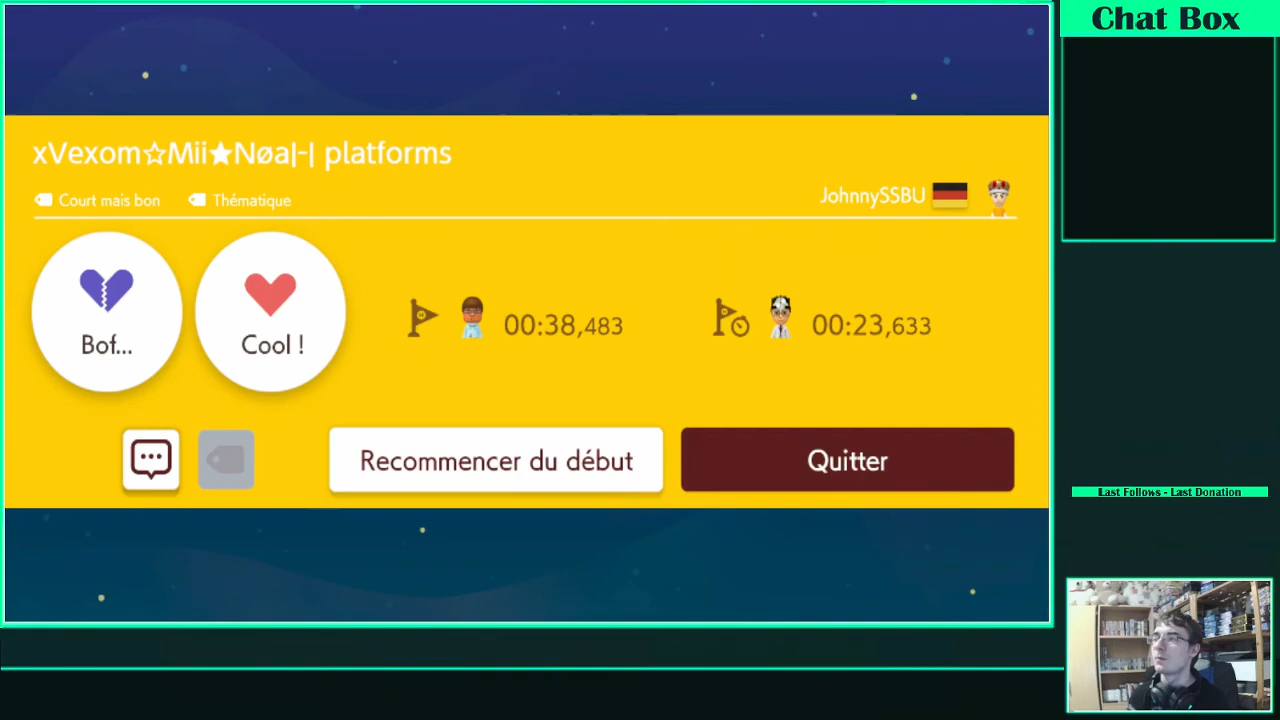 Chat Box
xVexom☆Mii★Nøa|-| platforms
Court mais bon
Thématique
JohnnySSBU
Bof...
Cool !
00:38,483
00:23,633
Recommencer du début
Quitter
Last Follows - Last Donation